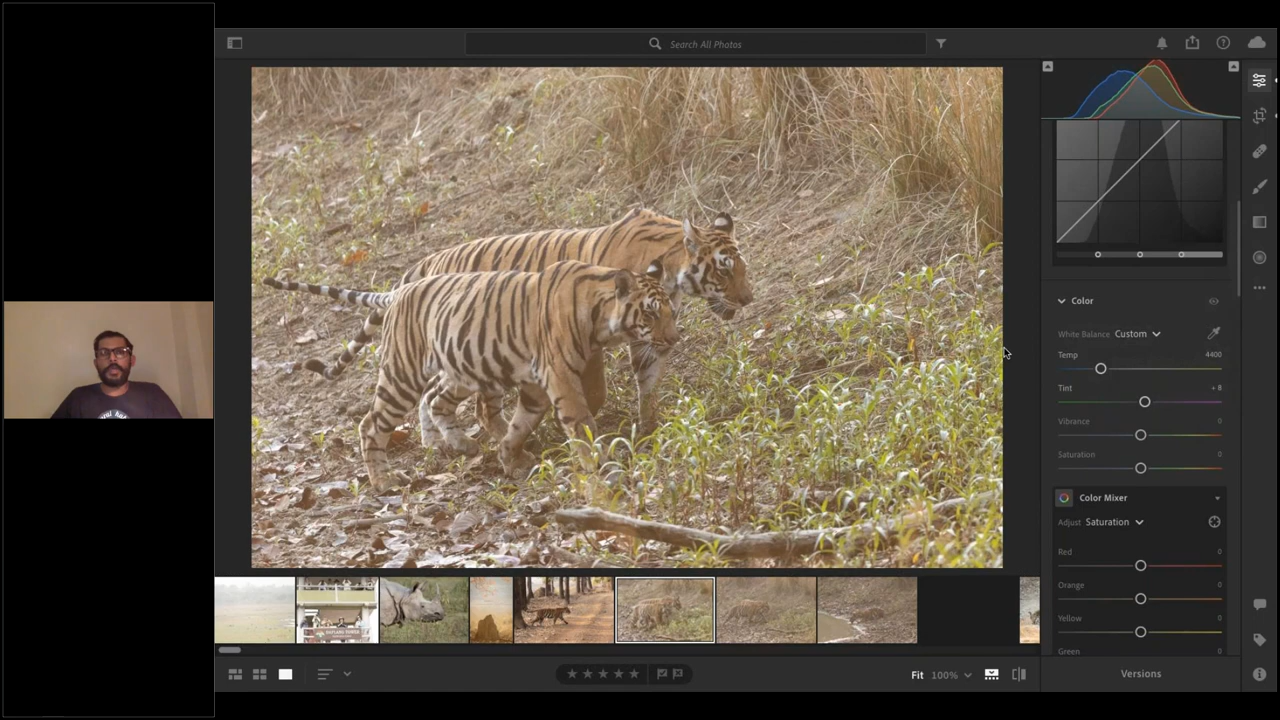 Search All Photos
Color
White Balance Custom
Temp 4400
Tint + 8
Vibrance 0
Saturation 0
Color Mixer
Adjust Saturation
Red 0
Orange 0
Yellow 0
Green
Fit 100%
Versions